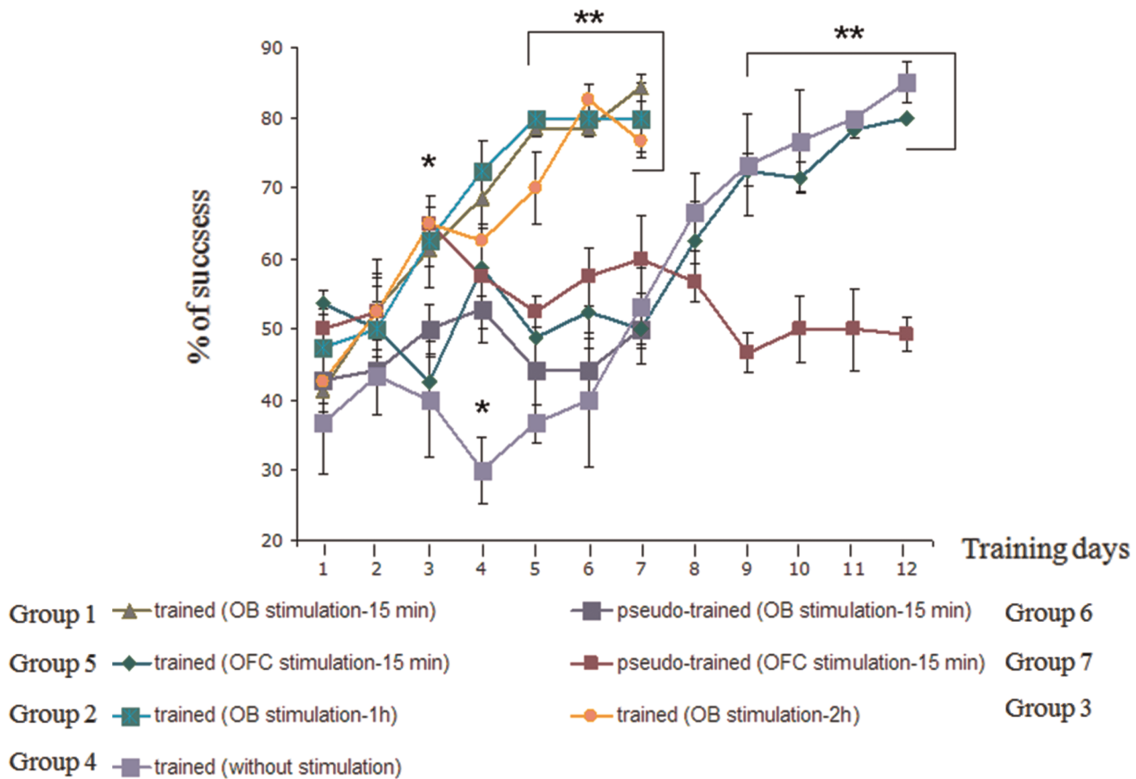 **
**
90
80
*
70
60
50
*
40
30
20
% of succsess
1 2 3 4 5 6 7 8 9 10 11 12
Training days
Group 1 trained (OB stimulation-15 min) pseudo-trained (OB stimulation-15 min) Group 6
Group 5 trained (OFC stimulation-15 min) pseudo-trained (OFC stimulation-15 min) Group 7
Group 2 trained (OB stimulation-1h) trained (OB stimulation-2h) Group 3
Group 4 trained (without stimulation)